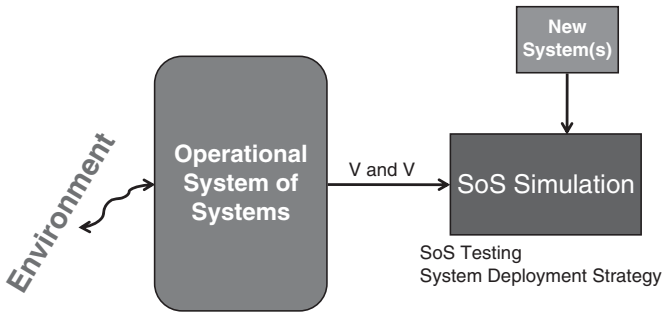 New
System(s)
Environment
Operational
System of
Systems
V and V
SoS Simulation
SoS Testing
System Deployment Strategy